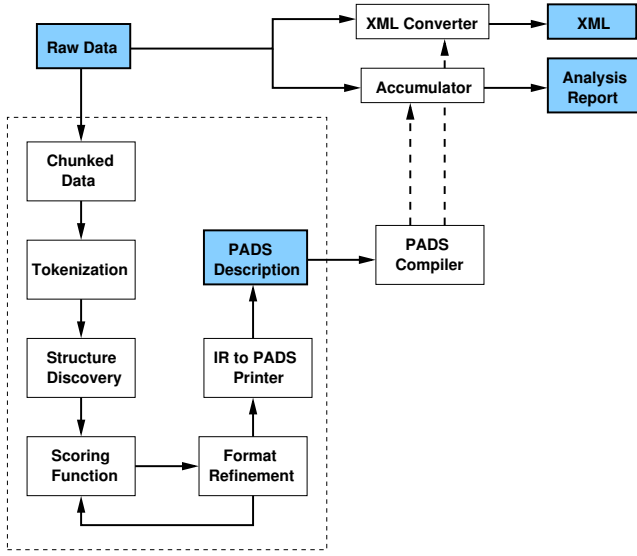 Raw Data
XML Converter
XML
Accumulator
Analysis
Report
Chunked
Data
Tokenization
PADS
Description
PADS
Compiler
Structure
Discovery
IR to PADS
Printer
Scoring
Function
Format
Refinement